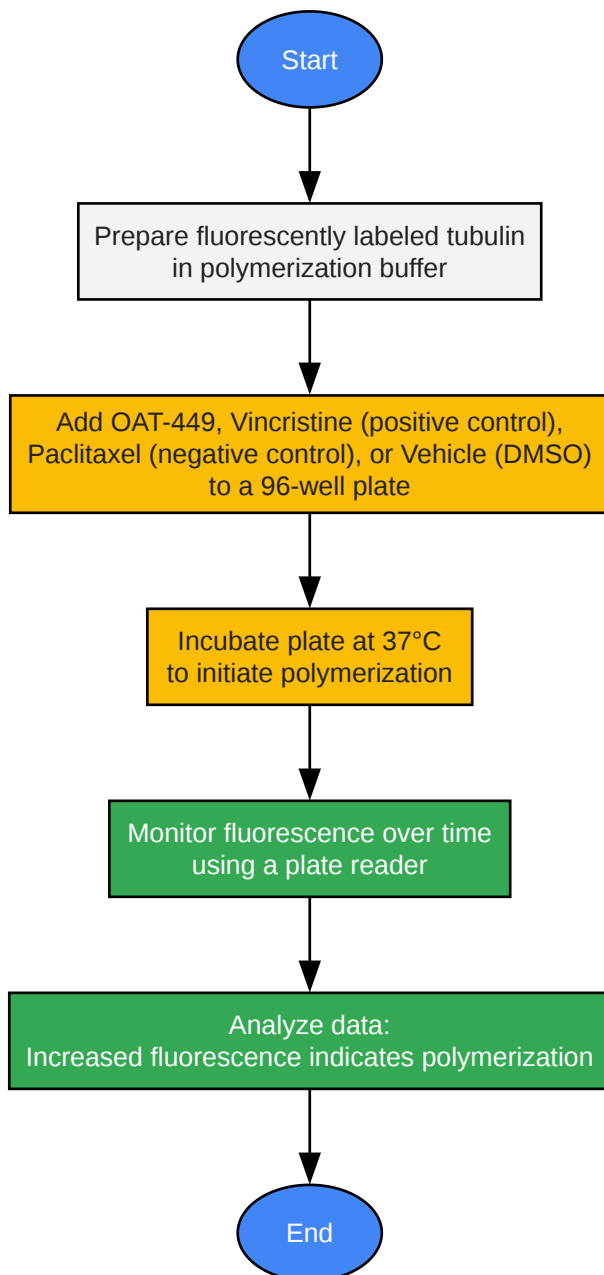 Start
Prepare fluorescently labeled tubulin
in polymerization buffer
Add OAT-449, Vincristine (positive control),
Paclitaxel (negative control), or Vehicle (DMSO)
to a 96-well plate
Incubate plate at 37°C
to initiate polymerization
Monitor fluorescence over time
using a plate reader
Analyze data:
Increased fluorescence indicates polymerization
End